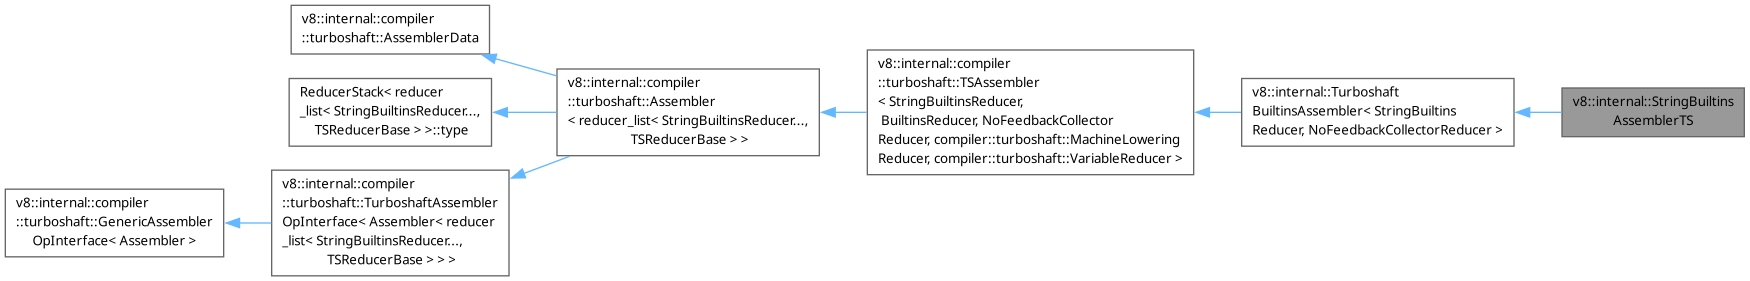 v8::internal::compiler
::turboshaft::AssemblerData
ReducerStack< reducer
_list< StringBuiltinsReducer...,
TSReducerBase > >::type
v8::internal::compiler
::turboshaft::GenericAssembler
OpInterface< Assembler >
v8::internal::compiler
::turboshaft::TurboshaftAssembler
OpInterface< Assembler< reducer
_list< StringBuiltinsReducer...,
TSReducerBase > > >
v8::internal::compiler
::turboshaft::Assembler
< reducer_list< StringBuiltinsReducer...,
TSReducerBase > >
v8::internal::compiler
::turboshaft::TSAssembler
< StringBuiltinsReducer,
BuiltinsReducer, NoFeedbackCollector
Reducer, compiler::turboshaft::MachineLowering
Reducer, compiler::turboshaft::VariableReducer >
v8::internal::Turboshaft
BuiltinsAssembler< StringBuiltins
Reducer, NoFeedbackCollectorReducer >
v8::internal::StringBuiltins
AssemblerTS